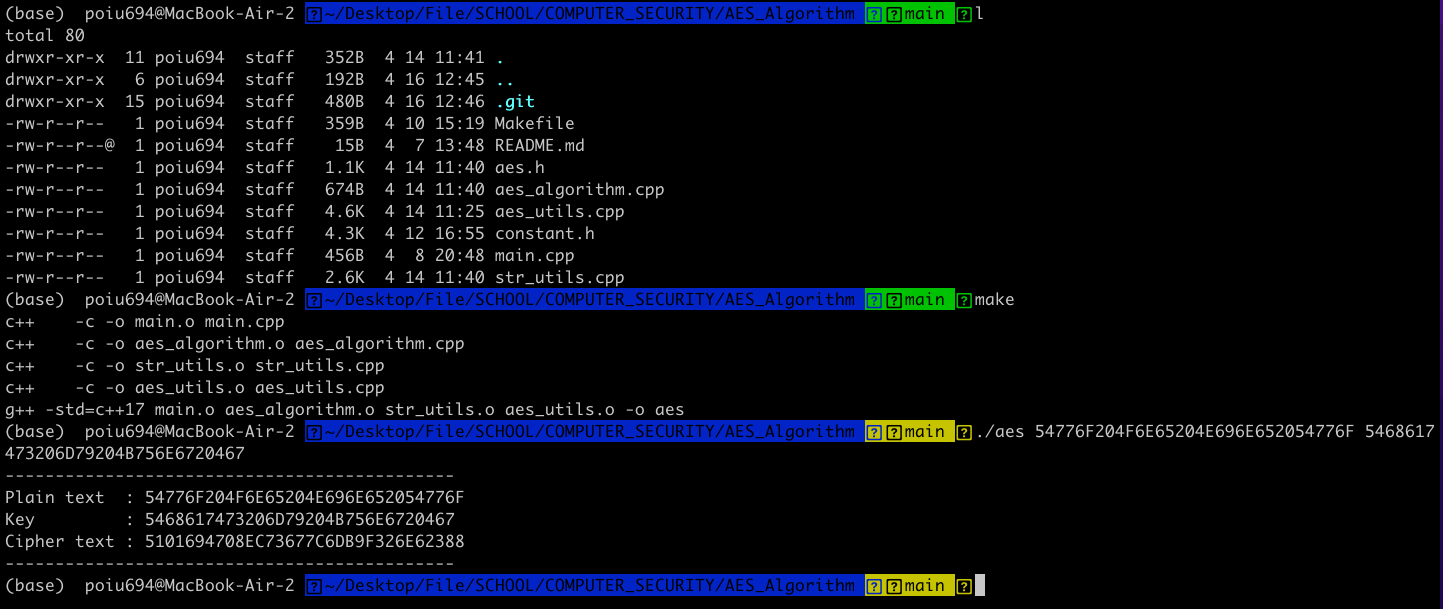 (base)  poiu694@MacBook-Air-2 ~/Desktop/File/SCHOOL/COMPUTER_SECURITY/AES_Algorithm main l
total 80
drwxr-xr-x  11 poiu694  staff   352B  4 14 11:41 .
drwxr-xr-x   6 poiu694  staff   192B  4 16 12:45 ..
drwxr-xr-x  15 poiu694  staff   480B  4 16 12:46 .git
-rw-r--r--   1 poiu694  staff   359B  4 10 15:19 Makefile
-rw-r--r--@  1 poiu694  staff    15B  4  7 13:48 README.md
-rw-r--r--   1 poiu694  staff   1.1K  4 14 11:40 aes.h
-rw-r--r--   1 poiu694  staff   674B  4 14 11:40 aes_algorithm.cpp
-rw-r--r--   1 poiu694  staff   4.6K  4 14 11:25 aes_utils.cpp
-rw-r--r--   1 poiu694  staff   4.3K  4 12 16:55 constant.h
-rw-r--r--   1 poiu694  staff   456B  4  8 20:48 main.cpp
-rw-r--r--   1 poiu694  staff   2.6K  4 14 11:40 str_utils.cpp
(base)  poiu694@MacBook-Air-2 ~/Desktop/File/SCHOOL/COMPUTER_SECURITY/AES_Algorithm main make
c++    -c -o main.o main.cpp
c++    -c -o aes_algorithm.o aes_algorithm.cpp
c++    -c -o str_utils.o str_utils.cpp
c++    -c -o aes_utils.o aes_utils.cpp
g++ -std=c++17 main.o aes_algorithm.o str_utils.o aes_utils.o -o aes
(base)  poiu694@MacBook-Air-2 ~/Desktop/File/SCHOOL/COMPUTER_SECURITY/AES_Algorithm main ./aes 54776F204F6E65204E696E652054776F 5468617
473206D79204B756E6720467
---------------------------------------------
Plain text  : 54776F204F6E65204E696E652054776F
Key         : 5468617473206D79204B756E6720467
Cipher text : 5101694708EC73677C6DB9F326E62388
---------------------------------------------
(base)  poiu694@MacBook-Air-2 ~/Desktop/File/SCHOOL/COMPUTER_SECURITY/AES_Algorithm main